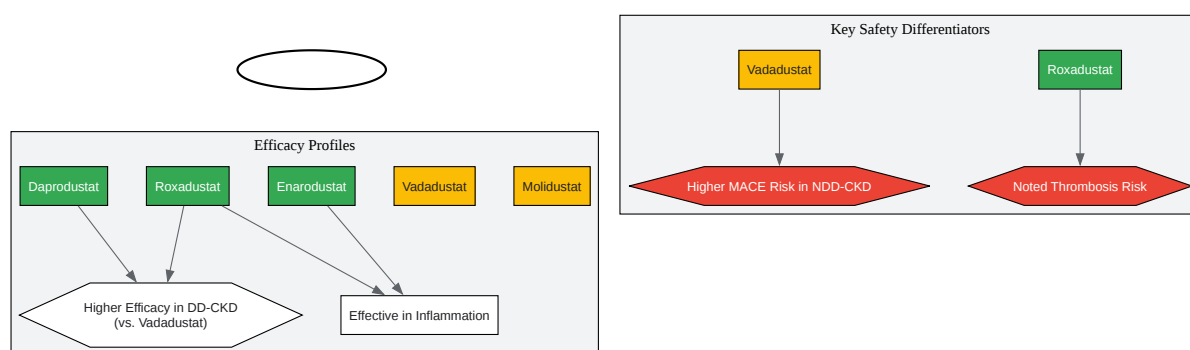 Efficacy Profiles
Daprodustat
Roxadustat
Enarodustat
Vadadustat
Molidustat
Higher Efficacy in DD-CKD
(vs. Vadadustat)
Effective in Inflammation
Key Safety Differentiators
Vadadustat
Roxadustat
Higher MACE Risk in NDD-CKD
Noted Thrombosis Risk